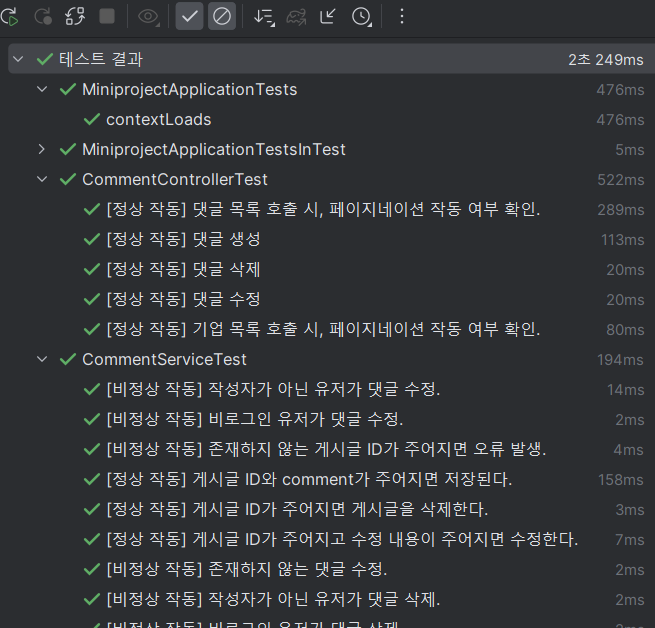 테스트 결과 2초 249ms
MiniprojectApplicationTests 476ms
contextLoads 476ms
MiniprojectApplicationTestsInTest 5ms
CommentControllerTest 522ms
[정상 작동] 댓글 목록 호출 시, 페이지네이션 작동 여부 확인. 289ms
[정상 작동] 댓글 생성 113ms
[정상 작동] 댓글 삭제 20ms
[정상 작동] 댓글 수정 20ms
[정상 작동] 기업 목록 호출 시, 페이지네이션 작동 여부 확인. 80ms
CommentServiceTest 194ms
[비정상 작동] 작성자가 아닌 유저가 댓글 수정. 14ms
[비정상 작동] 비로그인 유저가 댓글 수정. 2ms
[비정상 작동] 존재하지 않는 게시글 ID가 주어지면 오류 발생. 4ms
[정상 작동] 게시글 ID와 comment가 주어지면 저장된다. 158ms
[정상 작동] 게시글 ID가 주어지면 게시글을 삭제한다. 3ms
[정상 작동] 게시글 ID가 주어지고 수정 내용이 주어지면 수정한다. 7ms
[비정상 작동] 존재하지 않는 댓글 수정. 2ms
[비정상 작동] 작성자가 아닌 유저가 댓글 삭제. 2ms